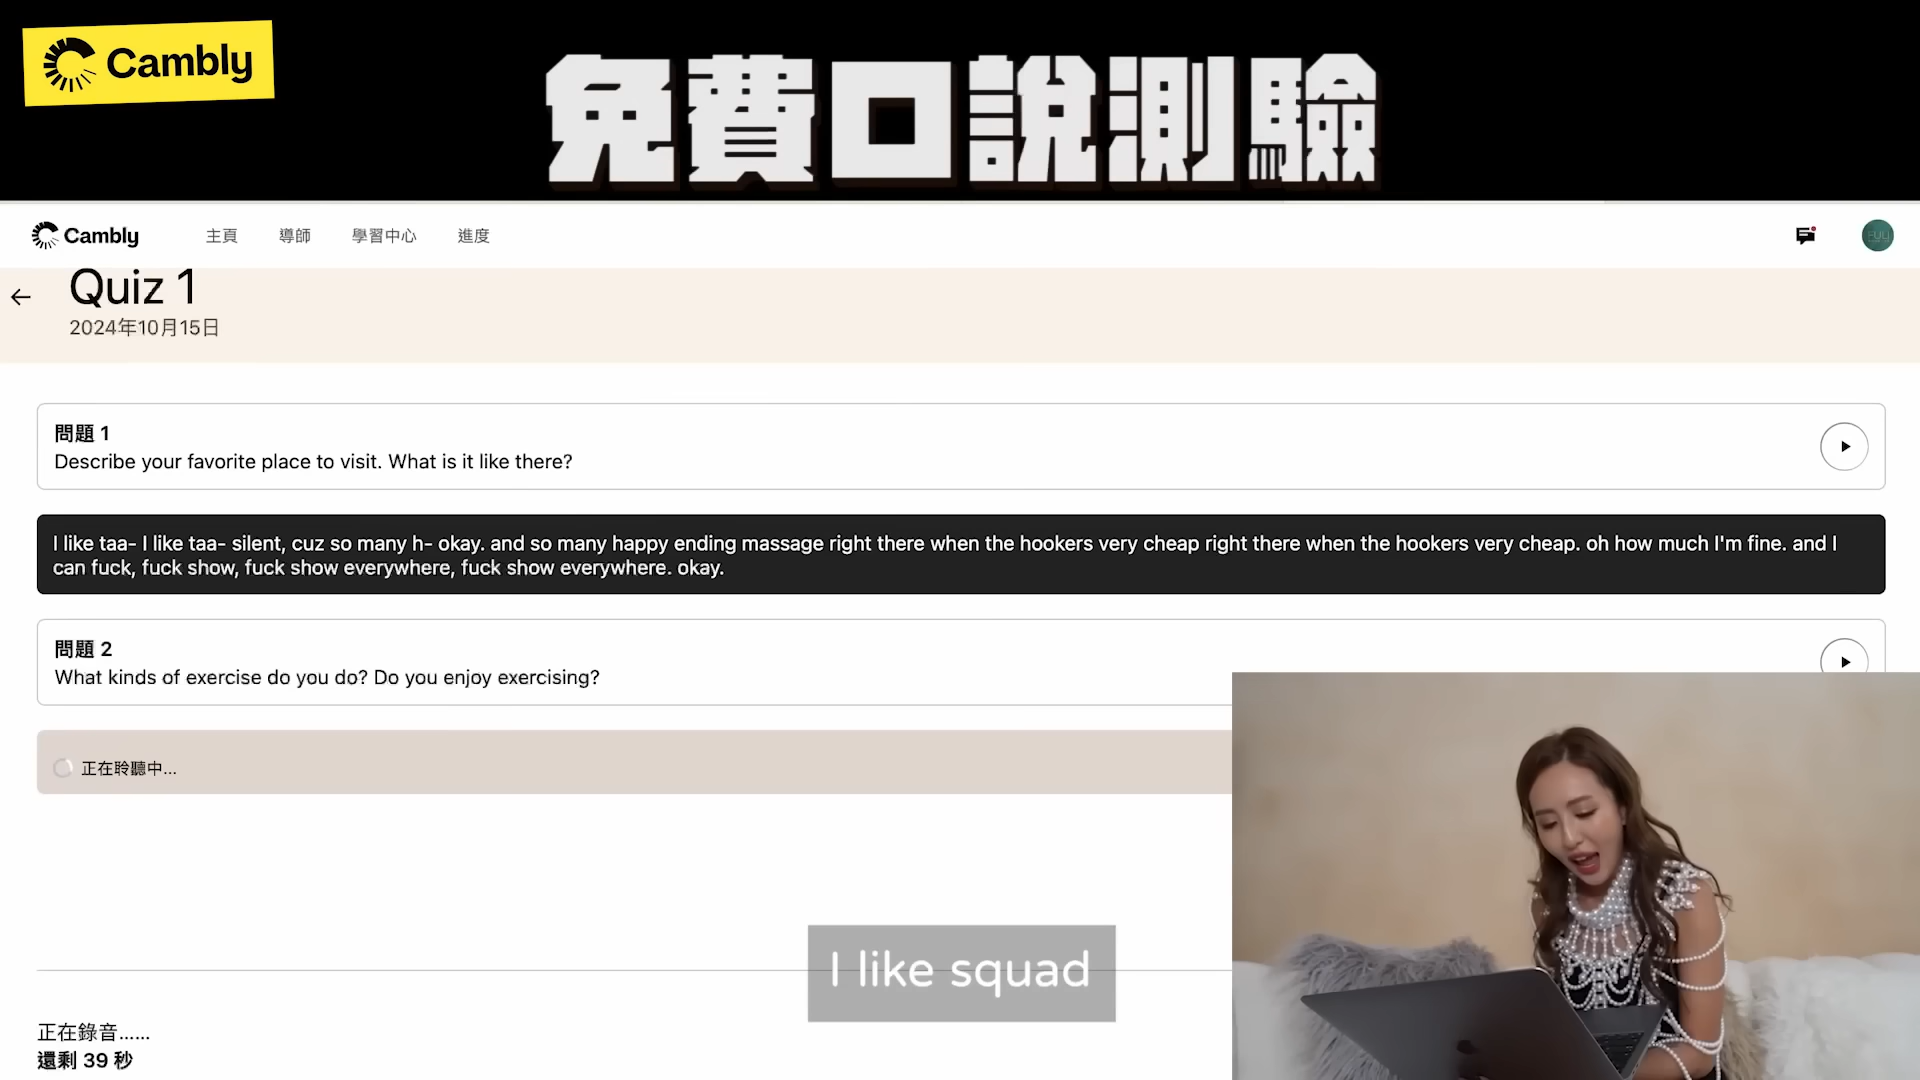 Cambly
免費口說測驗
Cambly
主頁 導師 學習中心 進度
FUU
Quiz 1
2024年10月15日
問題 1
Describe your favorite place to visit. What is it like there?
I like taa- I like taa- silent, cuz so many h- okay. and so many happy ending massage right there when the hookers very cheap right there when the hookers very cheap. oh how much I'm fine. and I
can fuck, fuck show, fuck show everywhere, fuck show everywhere. okay.
問題 2
What kinds of exercise do you do? Do you enjoy exercising?
正在聆聽中...
I like squad
正在錄音......
還剩 39 秒